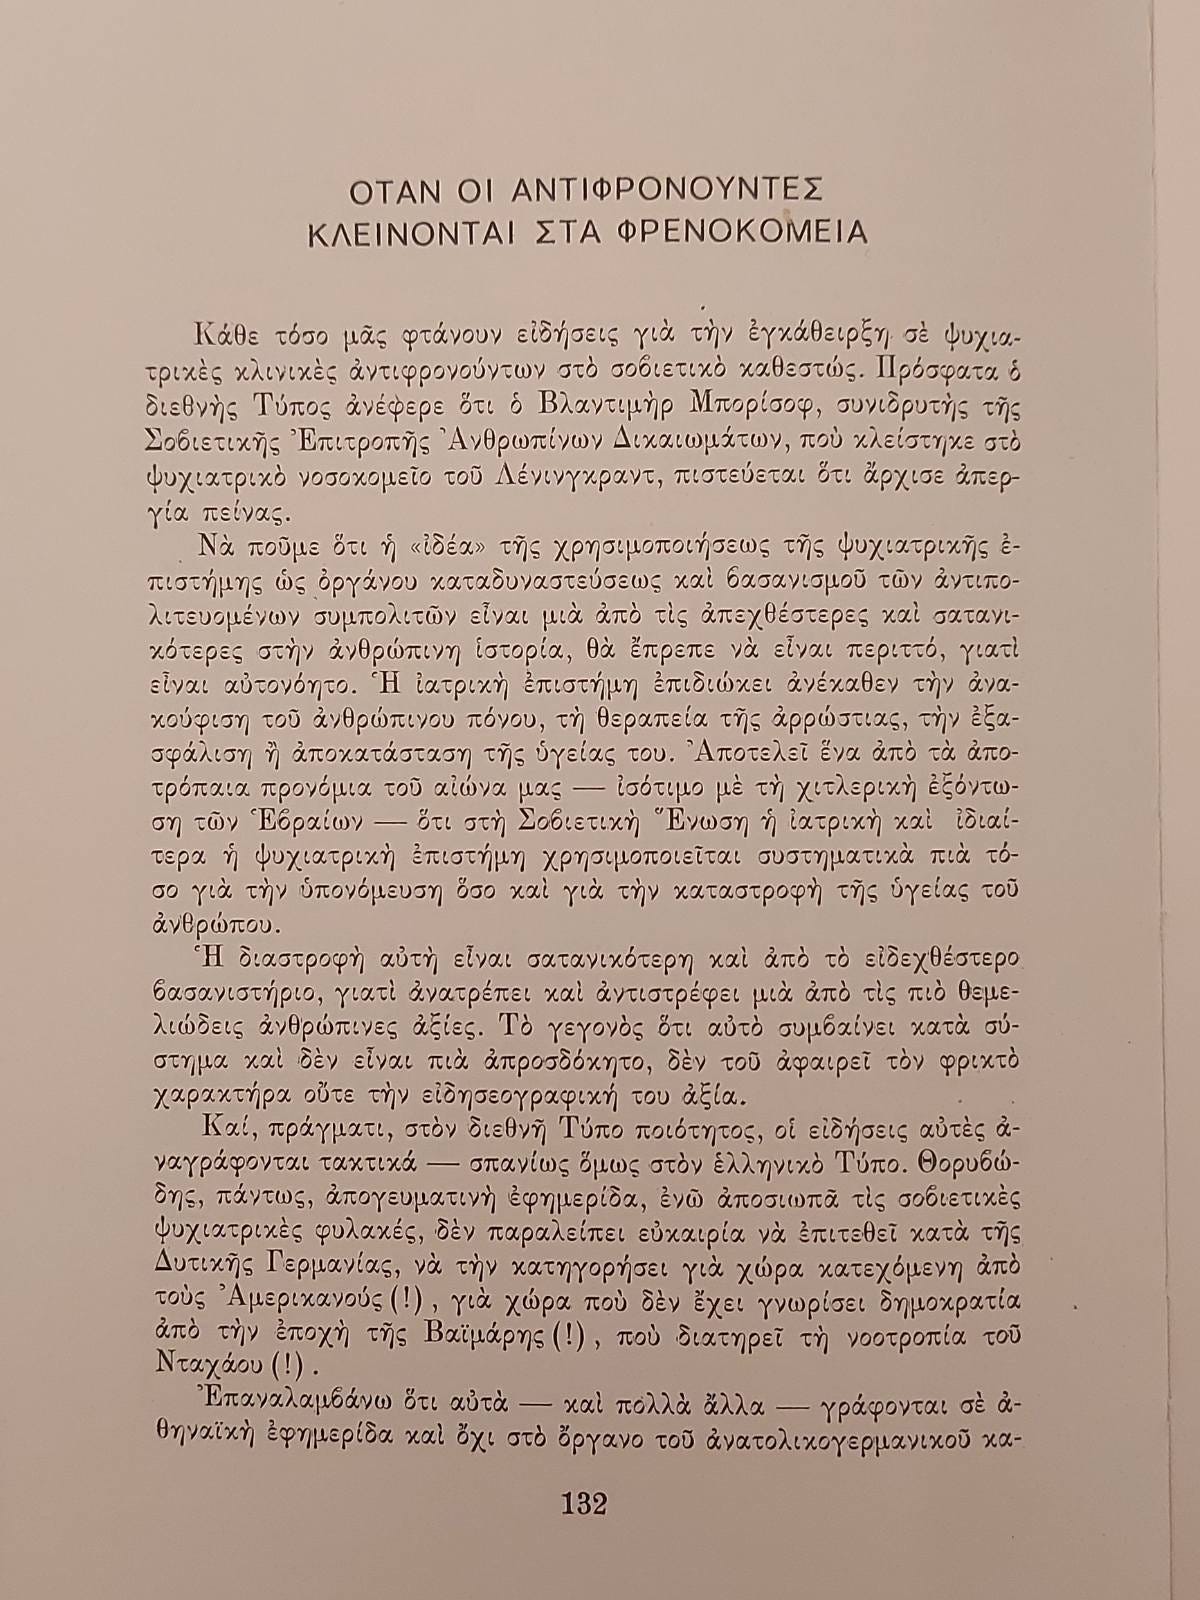 ΟΤΑΝ ΟΙ ΑΝΤΙΦΡΟΝΟΥΝΤΕΣ
ΚΛΕΙΝΟΝΤΑΙ ΣΤΑ ΦΡΕΝΟΚΟΜΕΙΑ
Κάθε τόσο μᾶς φτάνουν εἰδήσεις γιὰ τὴν ἐγκάθειρξη σὲ ψυχια-
τρικὲς κλινικὲς ἀντιφρονούντων στὸ σοβιετικὸ καθεστώς. Πρόσφατα ὁ
διεθνὴς Τύπος ἀνέφερε ὅτι ὁ Βλαντιμὴρ Μπορίσοφ, συνιδρυτὴς τῆς
Σοβιετικῆς Ἐπιτροπῆς Ἀνθρωπίνων Δικαιωμάτων, ποὺ κλείστηκε στὸ
ψυχιατρικὸ νοσοκομεῖο τοῦ Λένινγκραντ, πιστεύεται ὅτι ἄρχισε ἀπερ-
γία πείνας.
Νὰ ποῦμε ὅτι ἡ «ἰδέα» τῆς χρησιμοποιήσεως τῆς ψυχιατρικῆς ἐ-
πιστήμης ὡς ὀργάνου καταδυναστεύσεως καὶ βασανισμοῦ τῶν ἀντιπο-
λιτευομένων συμπολιτῶν εἶναι μιὰ ἀπὸ τὶς ἀπεχθέστερες καὶ σατανι-
κότερες στὴν ἀνθρώπινη ἱστορία, θὰ ἔπρεπε νὰ εἶναι περιττό, γιατὶ
εἶναι αὐτονόητο. Ἡ ἰατρικὴ ἐπιστήμη ἐπιδιώκει ἀνέκαθεν τὴν ἀνα-
κούφιση τοῦ ἀνθρώπινου πόνου, τὴ θεραπεία τῆς ἀρρώστιας, τὴν ἐξα-
σφάλιση ἢ ἀποκατάσταση τῆς ὑγείας του. Ἀποτελεῖ ἕνα ἀπὸ τὰ ἀπο-
τρόπαια προνόμια τοῦ αἰώνα μας — ἰσότιμο μὲ τὴ χιτλερικὴ ἐξόντω-
ση τῶν Ἑβραίων — ὅτι στὴ Σοβιετικὴ Ἕνωση ἡ ἰατρικὴ καὶ ἰδιαί-
τερα ἡ ψυχιατρικὴ ἐπιστήμη χρησιμοποιεῖται συστηματικὰ πιὰ τό-
σο γιὰ τὴν ὑπονόμευση ὅσο καὶ γιὰ τὴν καταστροφὴ τῆς ὑγείας τοῦ
ἀνθρώπου.
Ἡ διαστροφὴ αὐτὴ εἶναι σατανικότερη καὶ ἀπὸ τὸ εἰδεχθέστερο
βασανιστήριο, γιατὶ ἀνατρέπει καὶ ἀντιστρέφει μιὰ ἀπὸ τὶς πιὸ θεμε-
λιώδεις ἀνθρώπινες ἀξίες. Τὸ γεγονὸς ὅτι αὐτὸ συμβαίνει κατὰ σύ-
στημα καὶ δὲν εἶναι πιὰ ἀπροσδόκητο, δὲν τοῦ ἀφαιρεῖ τὸν φρικτὸ
χαρακτήρα οὔτε τὴν εἰδησεογραφική του ἀξία.
Καί, πράγματι, στὸν διεθνῆ Τύπο ποιότητος, οἱ εἰδήσεις αὐτὲς ἀ-
ναγράφονται τακτικά — σπανίως ὅμως στὸν ἑλληνικὸ Τύπο. Θορυβώ-
δης, πάντως, ἀπογευματινὴ ἐφημερίδα, ἐνῶ ἀποσιωπᾶ τὶς σοβιετικὲς
ψυχιατρικὲς φυλακές, δὲν παραλείπει εὐκαιρία νὰ ἐπιτεθεῖ κατὰ τῆς
Δυτικῆς Γερμανίας, νὰ τὴν κατηγορήσει γιὰ χώρα κατεχόμενη ἀπὸ
τοὺς Ἀμερικανούς (!), γιὰ χώρα ποὺ δὲν ἔχει γνωρίσει δημοκρατία
ἀπὸ τὴν ἐποχὴ τῆς Βαϊμάρης (!), ποὺ διατηρεῖ τὴ νοοτροπία τοῦ
Νταχάου (!).
Ἐπαναλαμβάνω ὅτι αὐτὰ — καὶ πολλὰ ἄλλα — γράφονται σὲ ἀ-
θηναϊκὴ ἐφημερίδα καὶ ὄχι στὸ ὄργανο τοῦ ἀνατολικογερμανικοῦ κα-
132